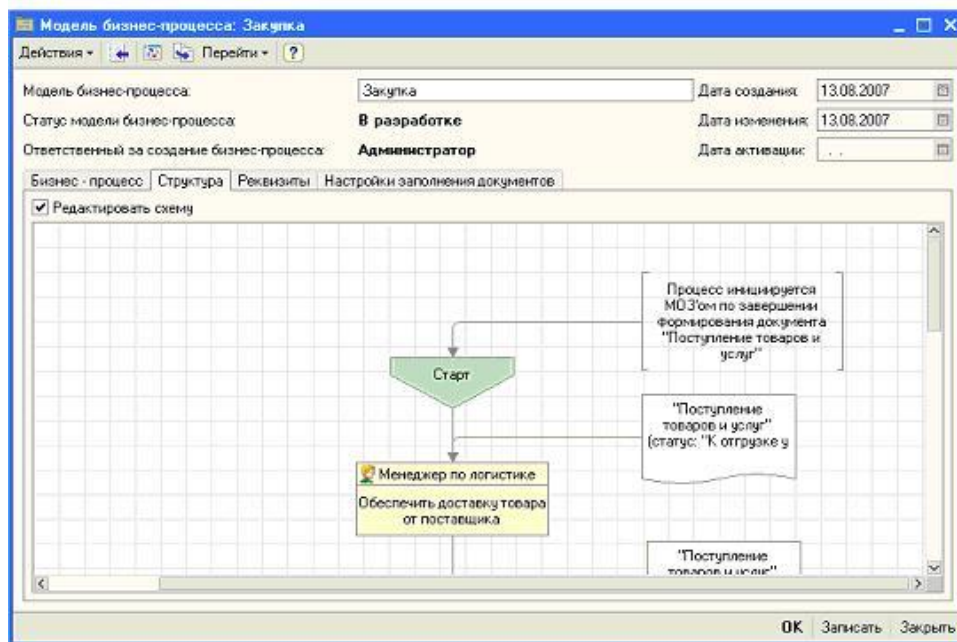 Модель бизнес-процесса: Закупка
Действия Перейти ?
Модель бизнес-процесса: Закупка Дата создания: 13.08.2007
Статус модели бизнес-процесса: В разработке Дата изменения: 13.08.2007
Ответственный за создание бизнес-процесса: Администратор Дата активации: . .
Бизнес - процесс Структура Реквизиты Настройки заполнения документов
Редактировать схему
Процесс инициируется
МОЗ'ом по завершении
формирования документа
"Поступление товаров и
услуг"
Старт
"Поступление
товаров и услуг"
(статус: "К отгрузке у
Менеджер по логистике
Обеспечить доставку товара
от поставщика
"Поступление
товаров и услуг"
OK Записать Закрыть